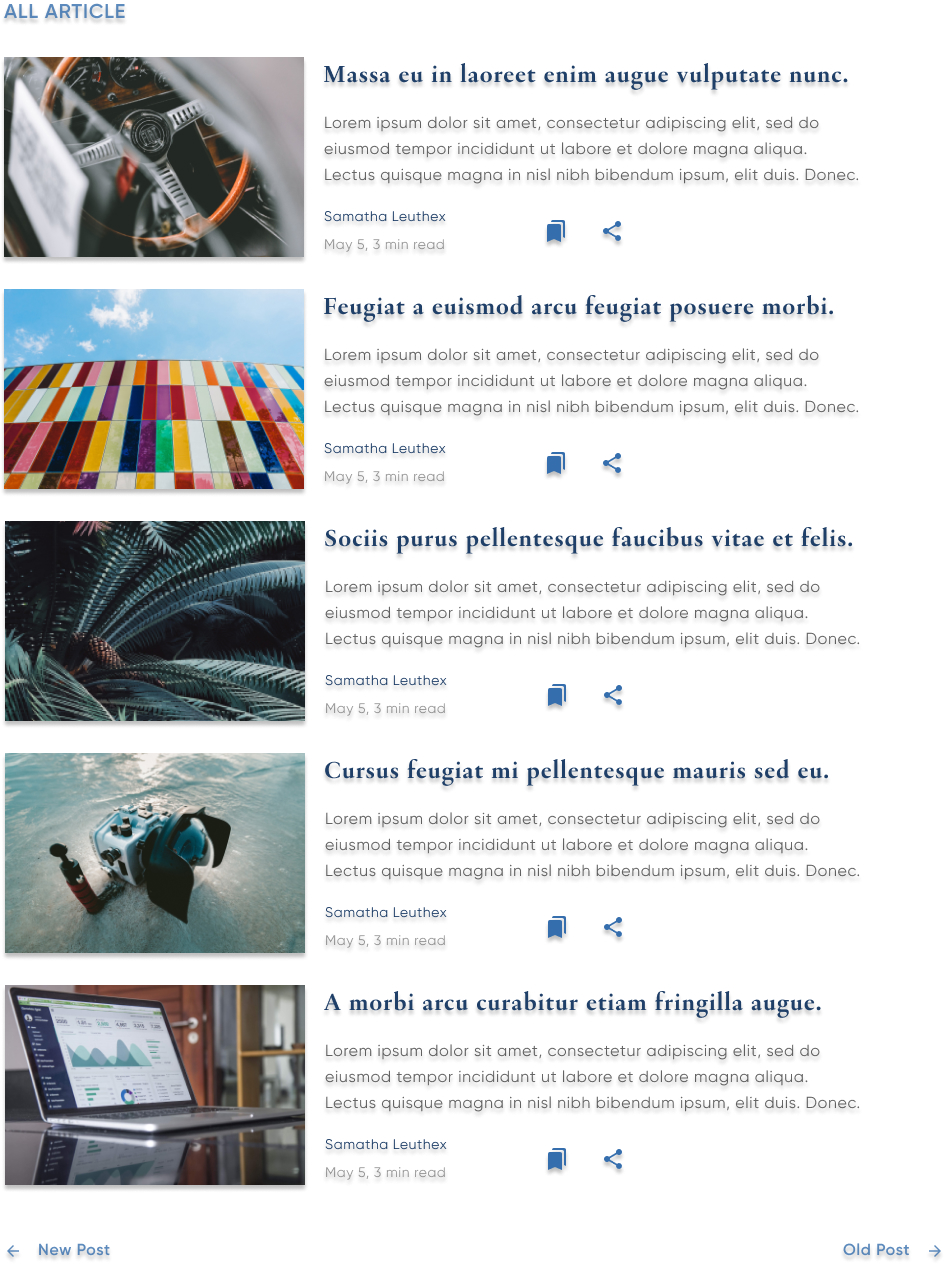 ALL ARTICLE
Massa eu in laoreet enim augue vulputate nunc.
Lorem ipsum dolor sit amet, consectetur adipiscing elit, sed do
eiusmod tempor incididunt ut labore et dolore magna aliqua.
Lectus quisque magna in nisl nibh bibendum ipsum, elit duis. Donec.
Samatha Leuthex
May 5, 3 min read
Feugiat a euismod arcu feugiat posuere morbi.
Lorem ipsum dolor sit amet, consectetur adipiscing elit, sed do
eiusmod tempor incididunt ut labore et dolore magna aliqua.
Lectus quisque magna in nisl nibh bibendum ipsum, elit duis. Donec.
Samatha Leuthex
May 5, 3 min read
Sociis purus pellentesque faucibus vitae et felis.
Lorem ipsum dolor sit amet, consectetur adipiscing elit, sed do
eiusmod tempor incididunt ut labore et dolore magna aliqua.
Lectus quisque magna in nisl nibh bibendum ipsum, elit duis. Donec.
Samatha Leuthex
May 5, 3 min read
Cursus feugiat mi pellentesque mauris sed eu.
Lorem ipsum dolor sit amet, consectetur adipiscing elit, sed do
eiusmod tempor incididunt ut labore et dolore magna aliqua.
Lectus quisque magna in nisl nibh bibendum ipsum, elit duis. Donec.
Samatha Leuthex
May 5, 3 min read
A morbi arcu curabitur etiam fringilla augue.
Lorem ipsum dolor sit amet, consectetur adipiscing elit, sed do
eiusmod tempor incididunt ut labore et dolore magna aliqua.
Lectus quisque magna in nisl nibh bibendum ipsum, elit duis. Donec.
Samatha Leuthex
May 5, 3 min read
New Post
Old Post